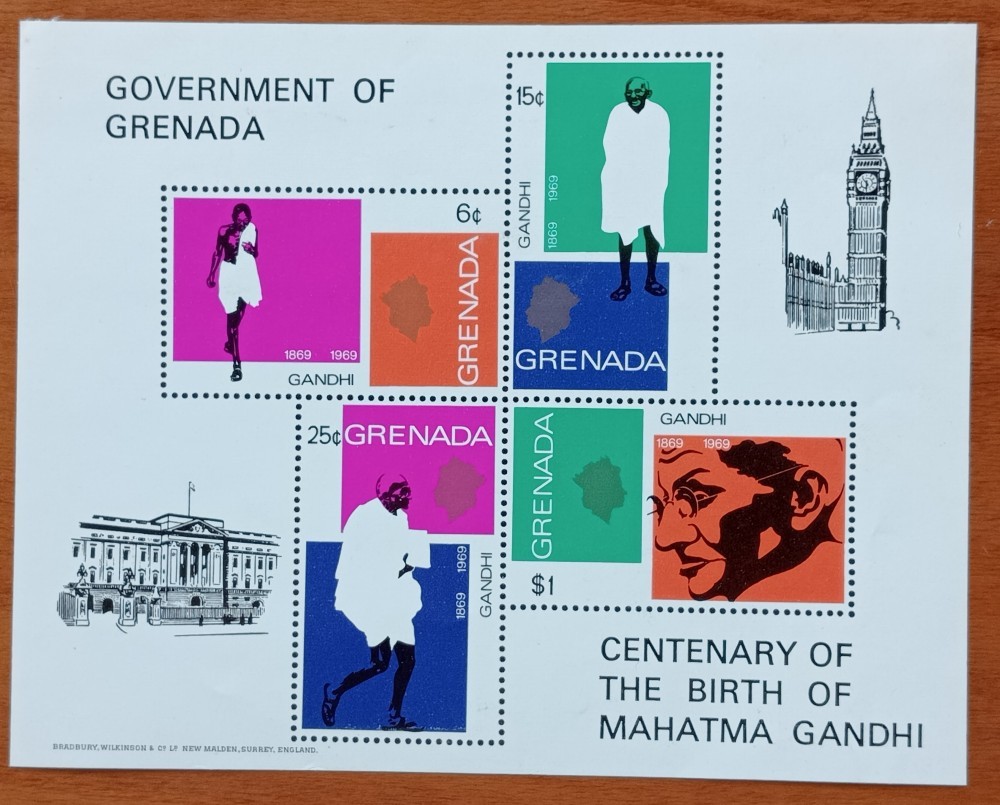 GOVERNMENT OF
GRENADA
15¢
GANDHI
1869 1969
GRENADA
6¢
GRENADA
1869 1969
GANDHI
25¢
GRENADA
1869 1969
GANDHI
GRENADA
$1
GANDHI
1869 1969
CENTENARY OF
THE BIRTH OF
MAHATMA GANDHI
BRADBURY, WILKINSON & Cº Lº NEW MALDEN, SURREY, ENGLAND.